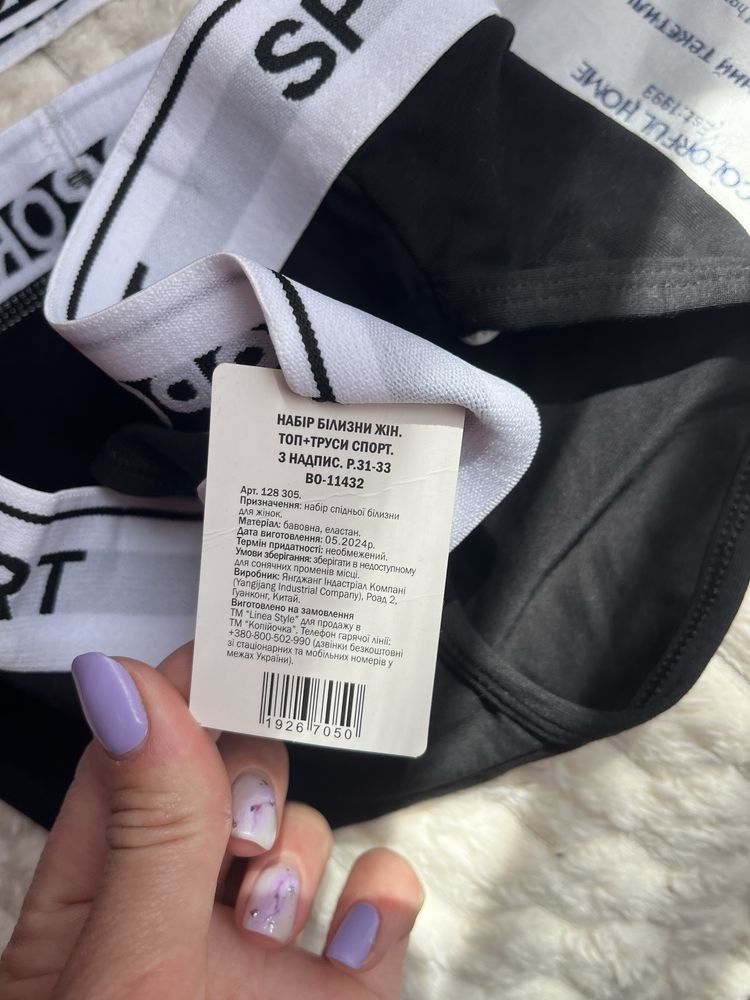 SP
COLORFUL HOME
Est:1993
RT
НАБІР БІЛИЗНИ ЖІН.
ТОП+ТРУСИ СПОРТ.
З НАДПИС. Р.31-33
ВО-11432
Арт. 128 305.
Призначення: набір спідньої білизни
для жінок.
Матеріал: бавовна, еластан.
Дата виготовлення: 05.2024р.
Термін придатності: необмежений.
Умови зберігання: зберігати в недоступному
для сонячних променів місці.
Виробник: Янгджанг Індастріал Компані
(Yangjiang Industrial Company), Роад 2,
Гуанконг, Китай.
Виготовлено на замовлення
ТМ "Linea Style" для продажу в
ТМ "Копійочка". Телефон гарячої лінії:
+380-800-502-990 (дзвінки безкоштовні
зі стаціонарних та мобільних номерів у
межах України).
1926 7050